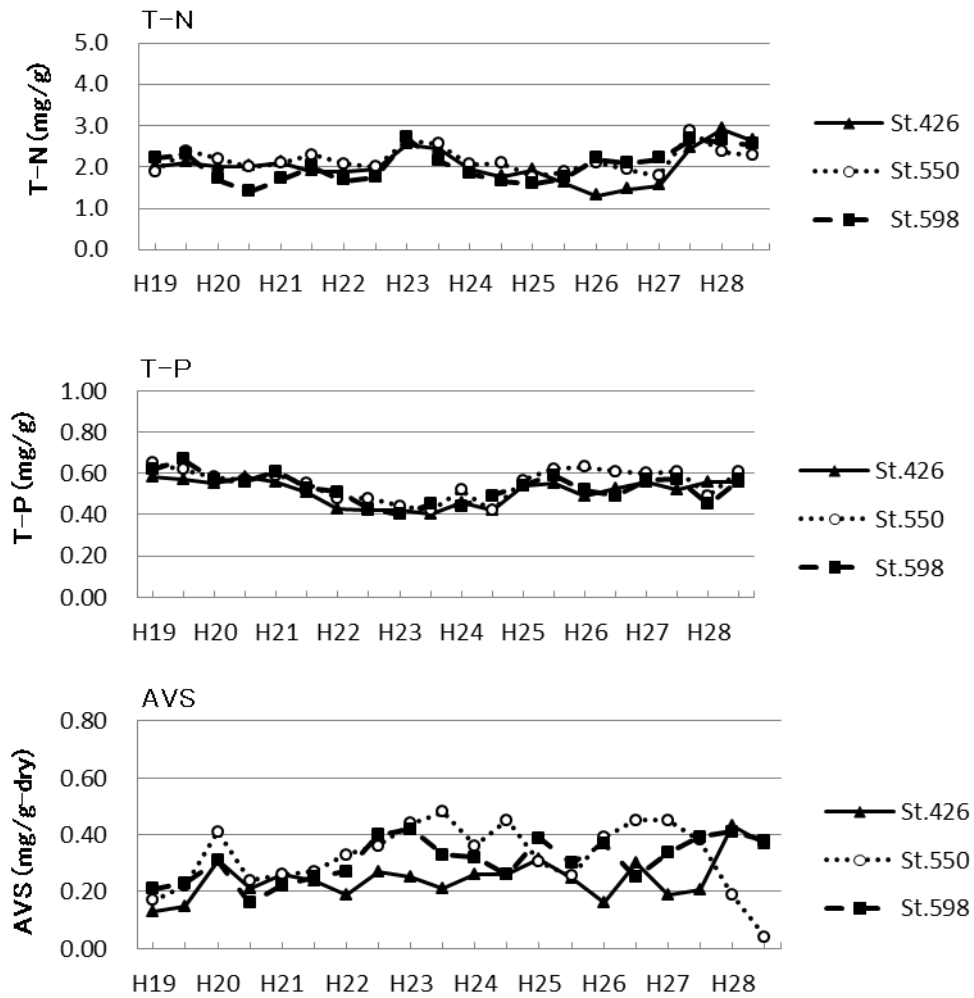 T-N
T-N (mg/g)
5.0
4.0
3.0
2.0
1.0
0.0
H19 H20 H21 H22 H23 H24 H25 H26 H27 H28
St.426
St.550
St.598
T-P
T-P (mg/g)
1.00
0.80
0.60
0.40
0.20
0.00
H19 H20 H21 H22 H23 H24 H25 H26 H27 H28
St.426
St.550
St.598
AVS
AVS (mg/g-dry)
0.80
0.60
0.40
0.20
0.00
H19 H20 H21 H22 H23 H24 H25 H26 H27 H28
St.426
St.550
St.598